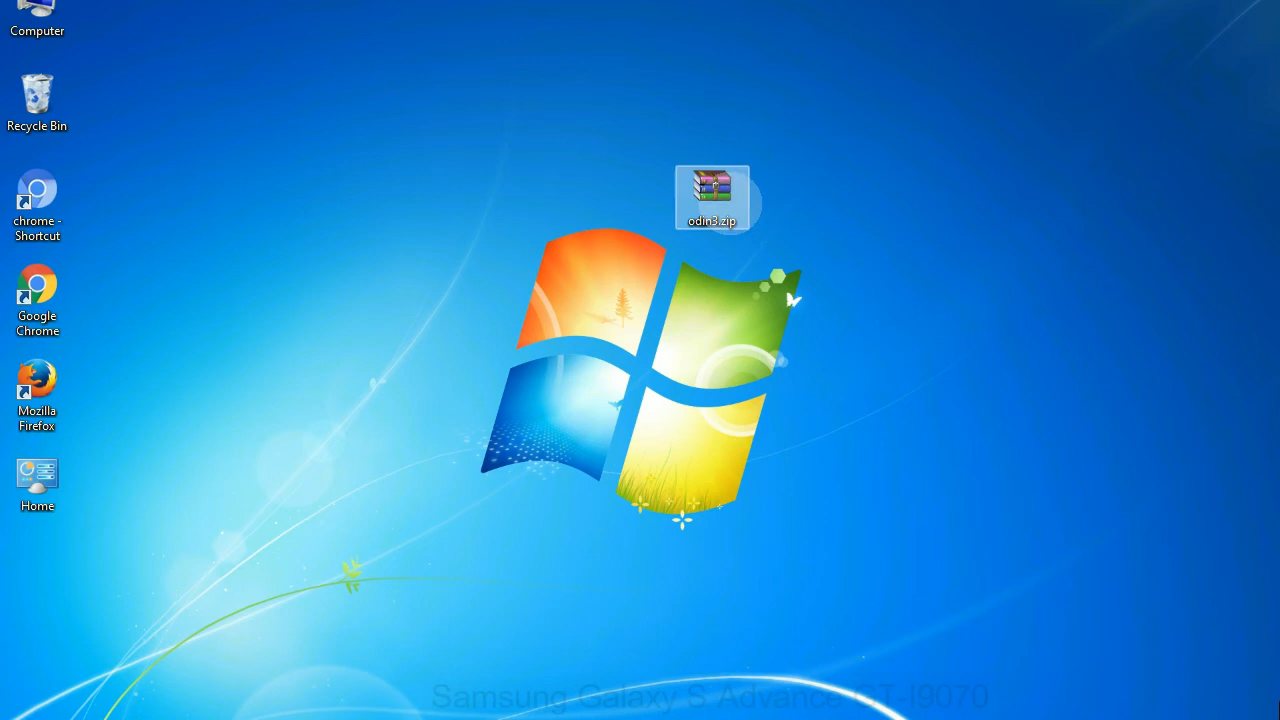 Computer
Recycle Bin
chrome -
Shortcut
Google
Chrome
Mozilla
Firefox
Home
odin3.zip
Samsung Galaxy S Advance GT-I9070